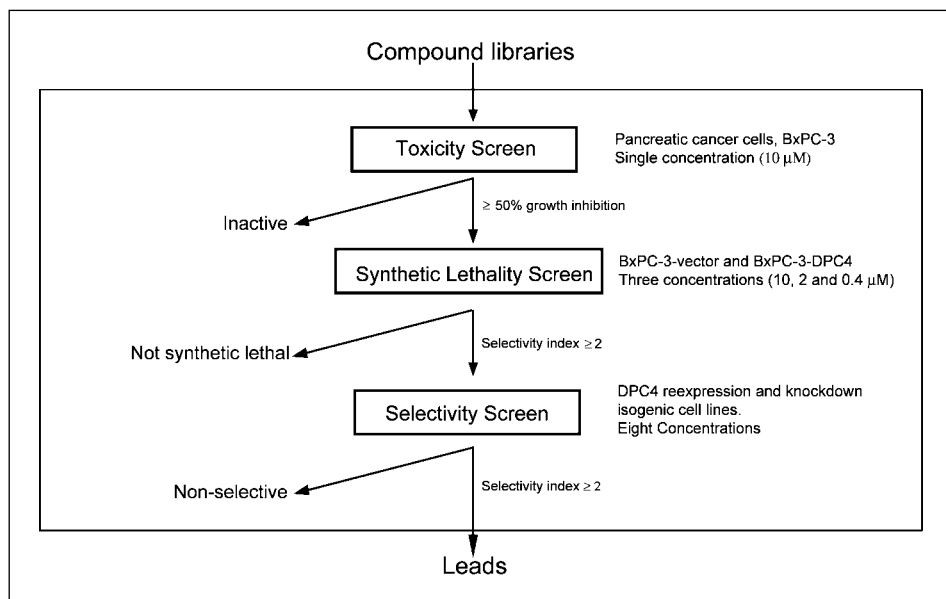 Compound libraries
Toxicity Screen
Pancreatic cancer cells, BxPC-3
Single concentration (10 μM)
≥ 50% growth inhibition
Inactive
Synthetic Lethality Screen
BxPC-3-vector and BxPC-3-DPC4
Three concentrations (10, 2 and 0.4 μM)
Selectivity index ≥ 2
Not synthetic lethal
Selectivity Screen
DPC4 reexpression and knockdown
isogenic cell lines.
Eight Concentrations
Selectivity index ≥ 2
Non-selective
Leads